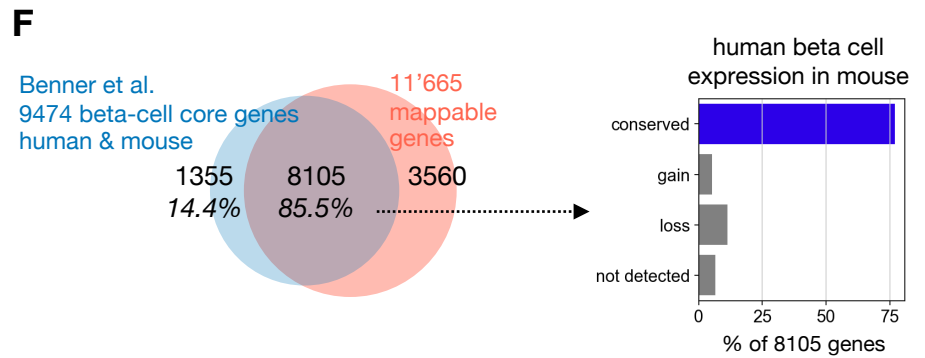 F
Benner et al.
9474 beta-cell core genes
human & mouse
11'665
mappable
genes
1355
14.4%
8105
85.5%
3560
human beta cell
expression in mouse
conserved
gain
loss
not detected
0 25 50 75
% of 8105 genes